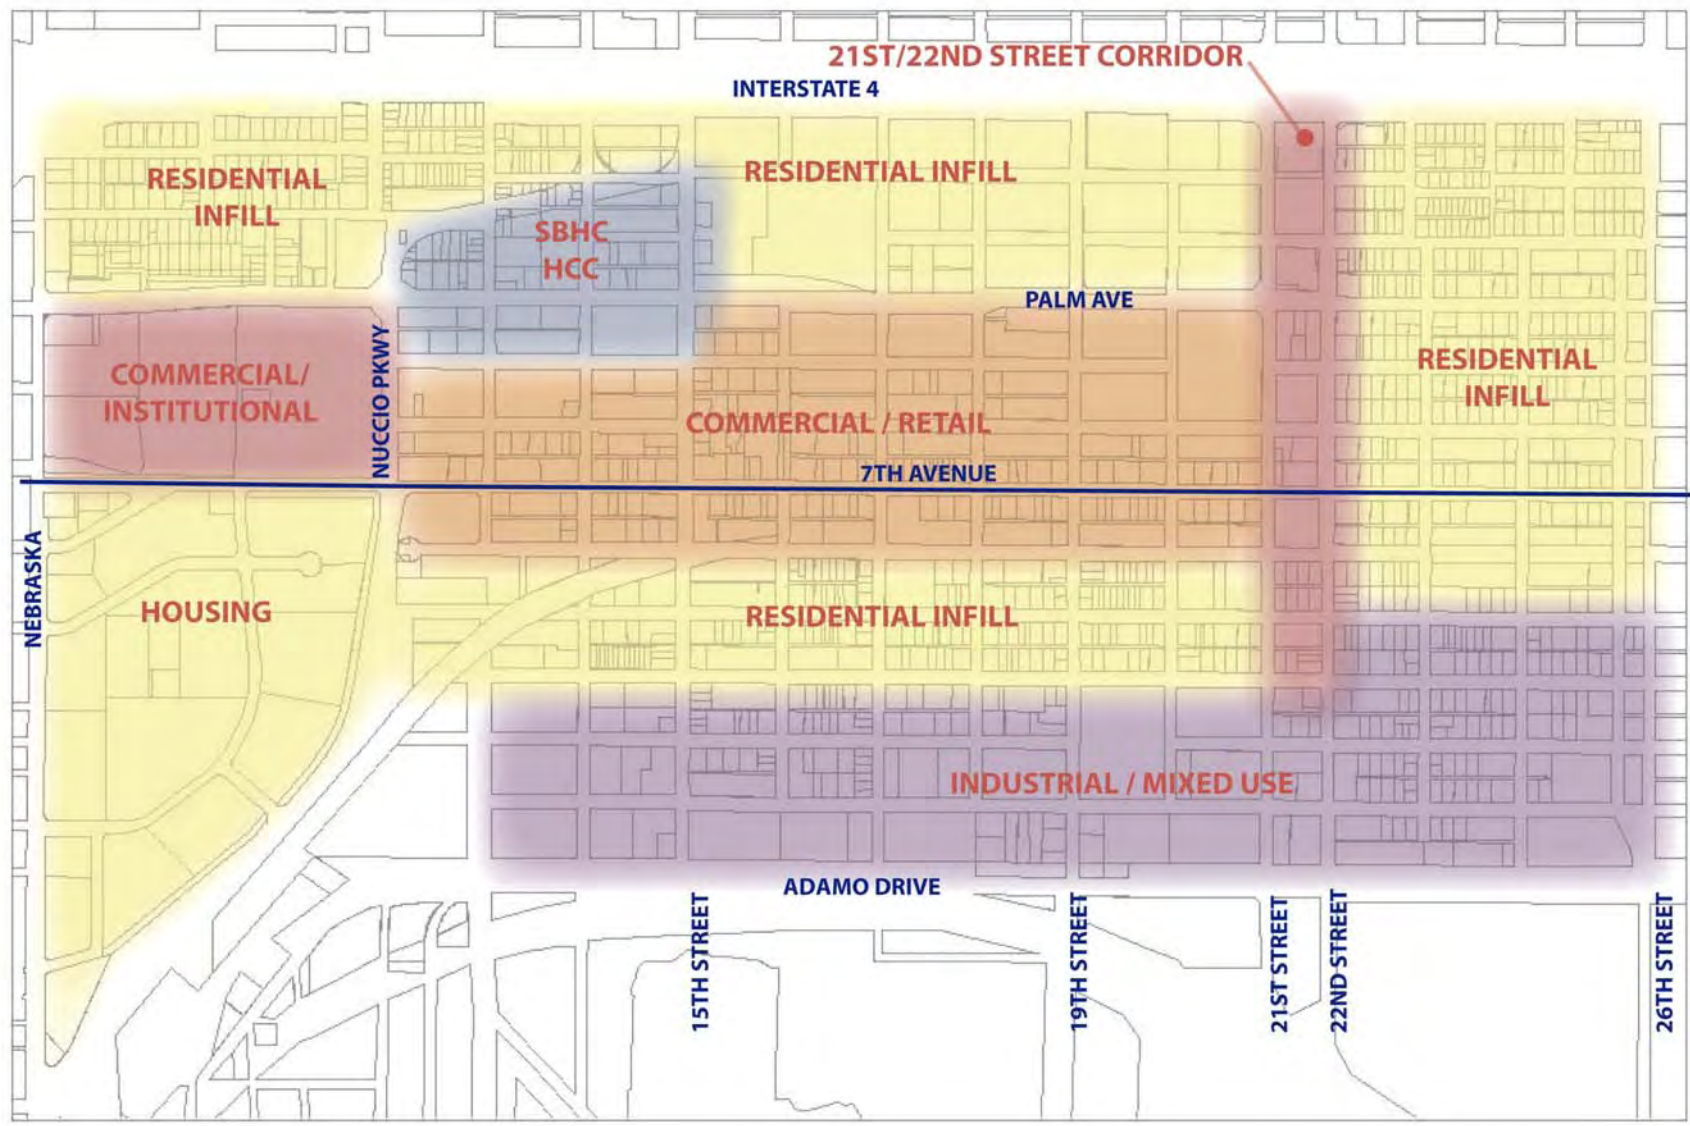 21ST/22ND STREET CORRIDOR
INTERSTATE 4
RESIDENTIAL
INFILL
RESIDENTIAL INFILL
SBHC
HCC
PALM AVE
COMMERCIAL/
INSTITUTIONAL
NUCCIO PKWY
COMMERCIAL / RETAIL
RESIDENTIAL
INFILL
7TH AVENUE
NEBRASKA
HOUSING
RESIDENTIAL INFILL
INDUSTRIAL / MIXED USE
ADAMO DRIVE
15TH STREET
19TH STREET
21ST STREET
22ND STREET
26TH STREET